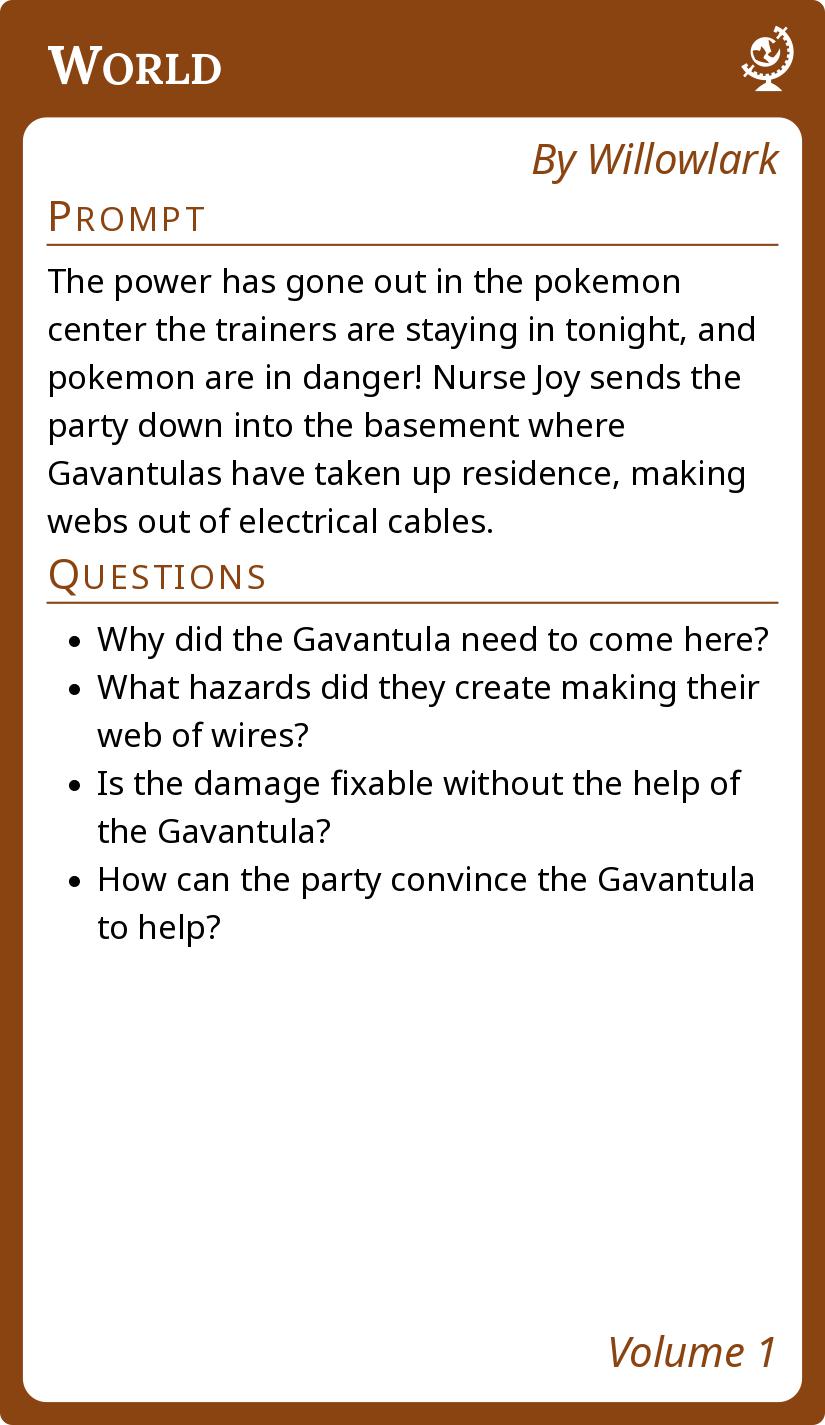 World
By Willowlark
Prompt
The power has gone out in the pokemon
center the trainers are staying in tonight, and
pokemon are in danger! Nurse Joy sends the
party down into the basement where
Gavantulas have taken up residence, making
webs out of electrical cables.
Questions
• Why did the Gavantula need to come here?
• What hazards did they create making their
web of wires?
• Is the damage fixable without the help of
the Gavantula?
• How can the party convince the Gavantula
to help?
Volume 1